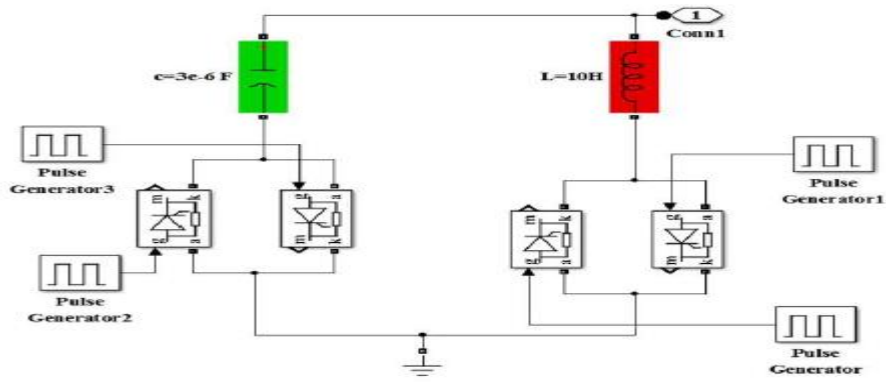 1
Conn1
c=3e-6 F
L=10H
Pulse
Generator3
Pulse
Generator1
m
k
g
a
g
a
m
k
m
k
g
a
g
a
m
k
Pulse
Generator2
Pulse
Generator